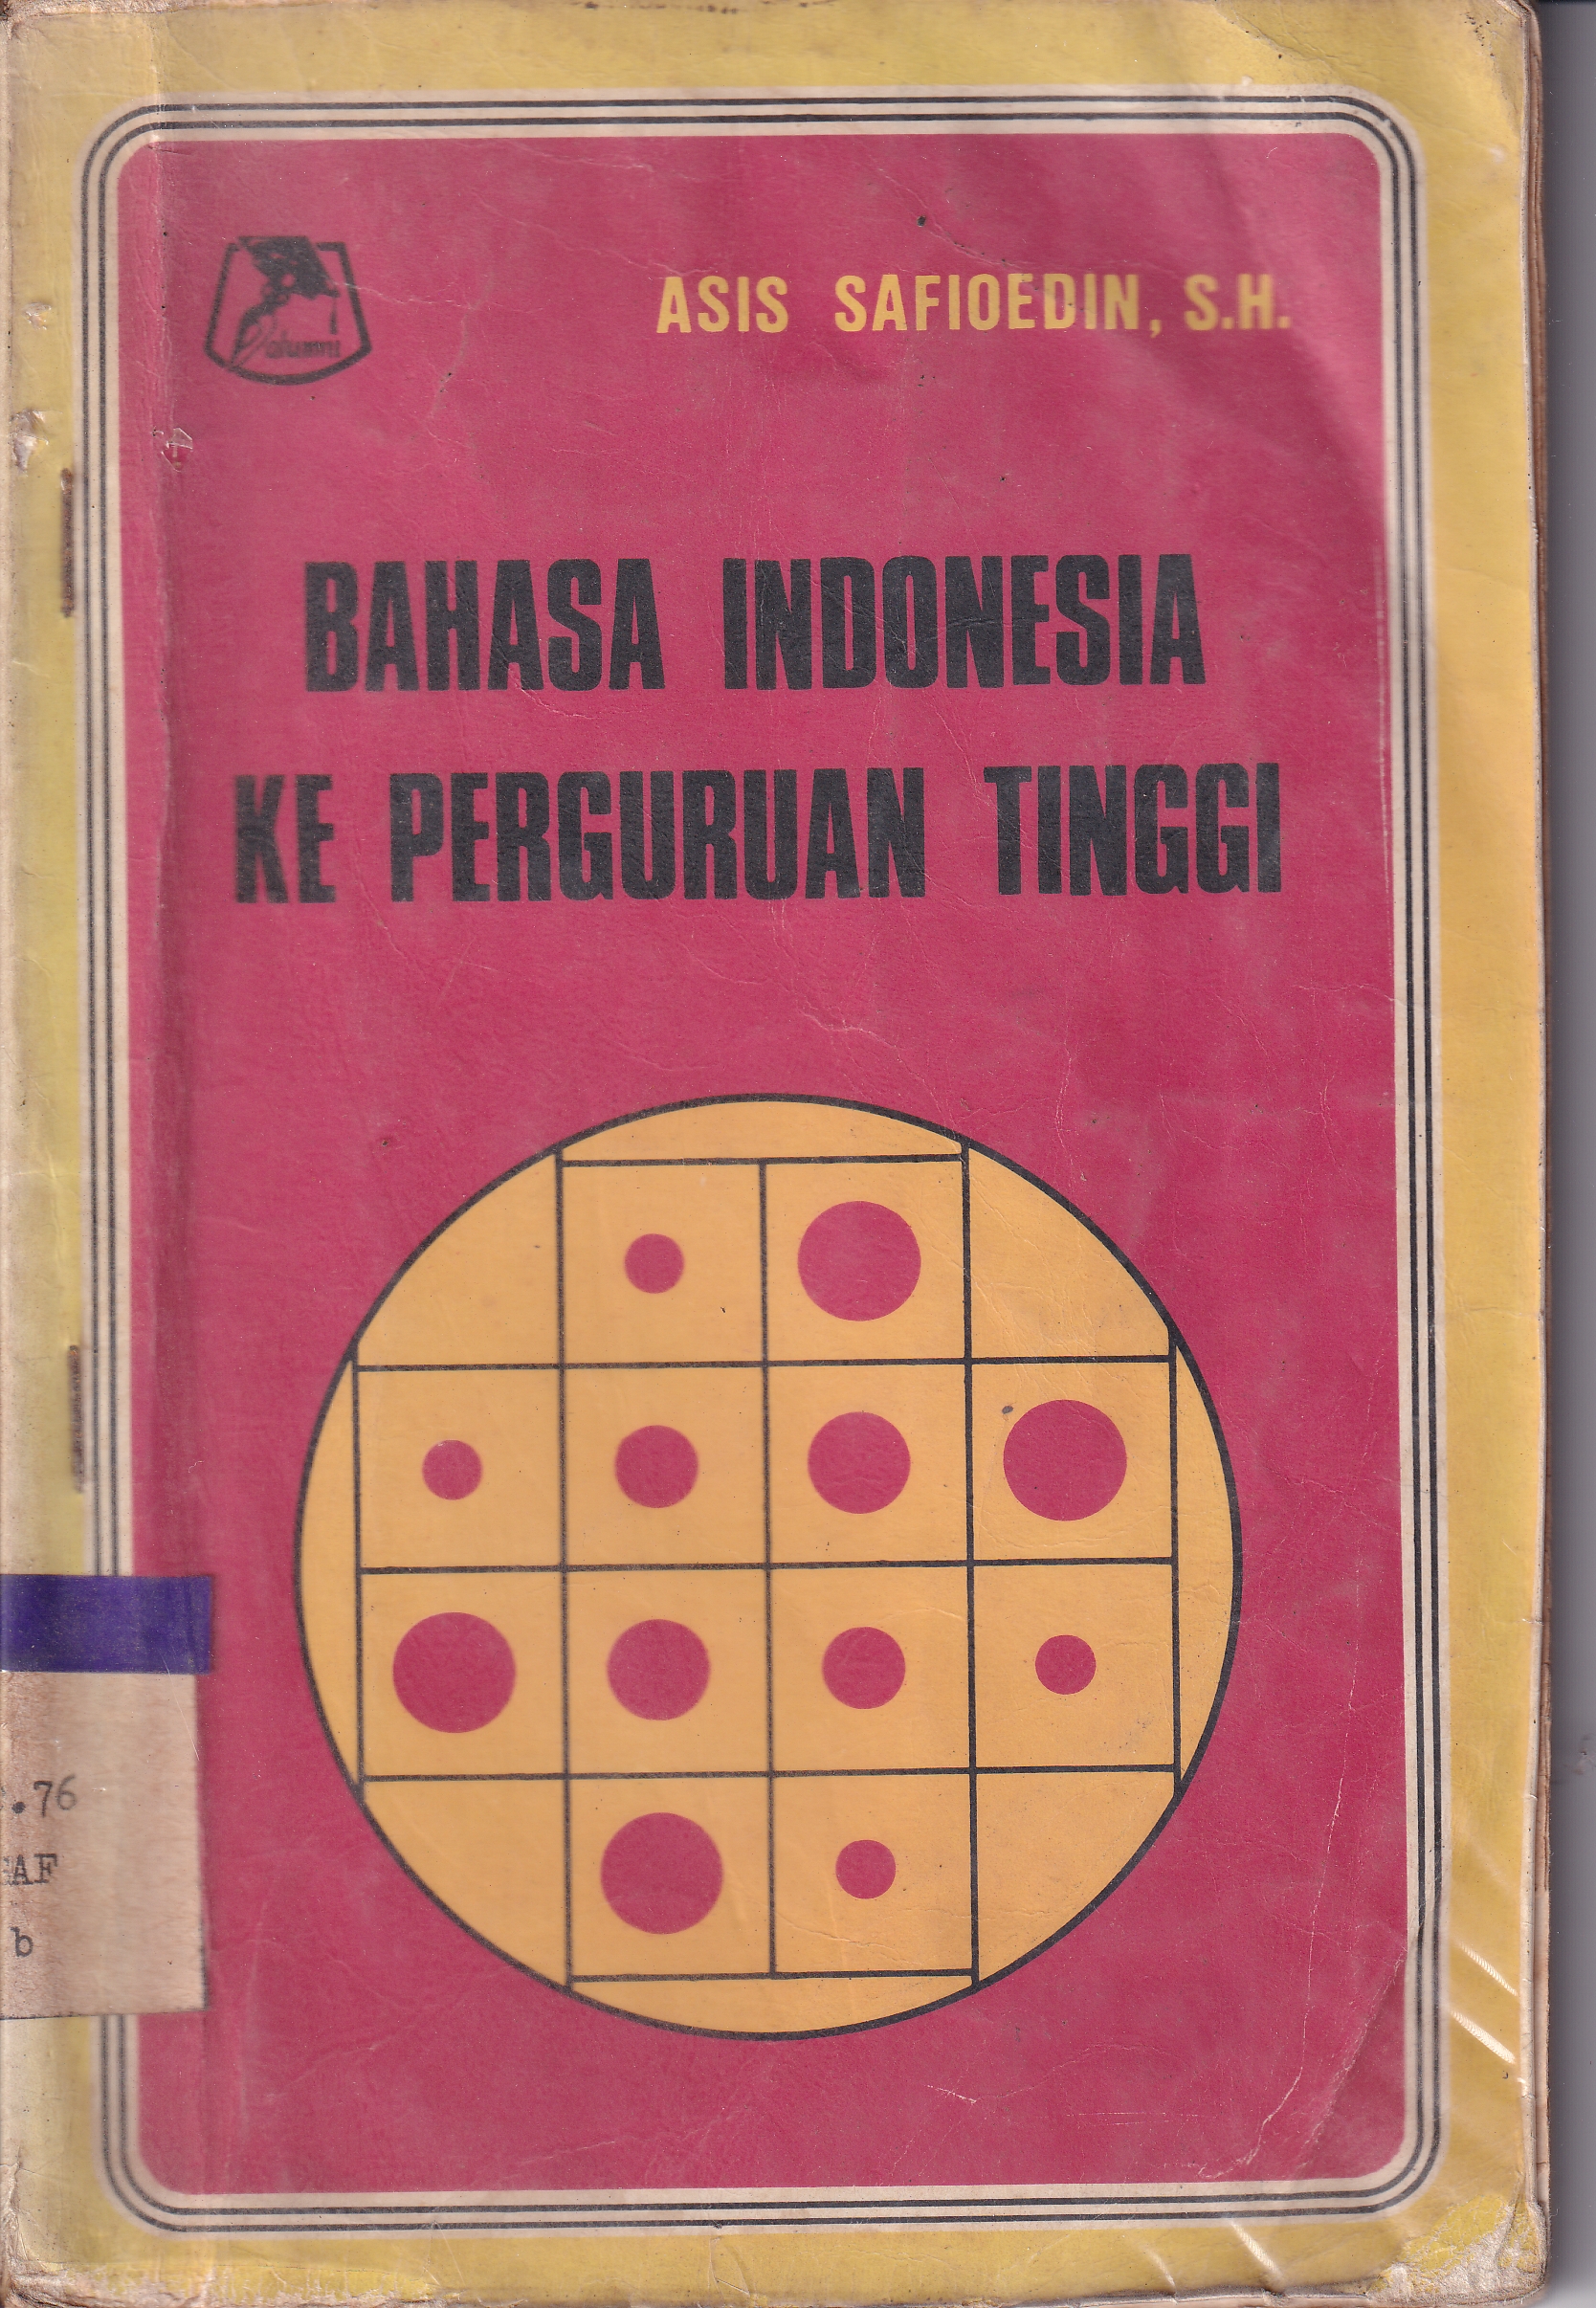 ASIS SAFIOEDIN, S.H.
BAHASA INDONESIA
KE PERGURUAN TINGGI
.76
AF
b